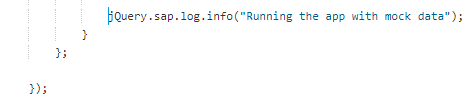 jQuery.sap.log.info("Running the app with mock data");
}
};
});